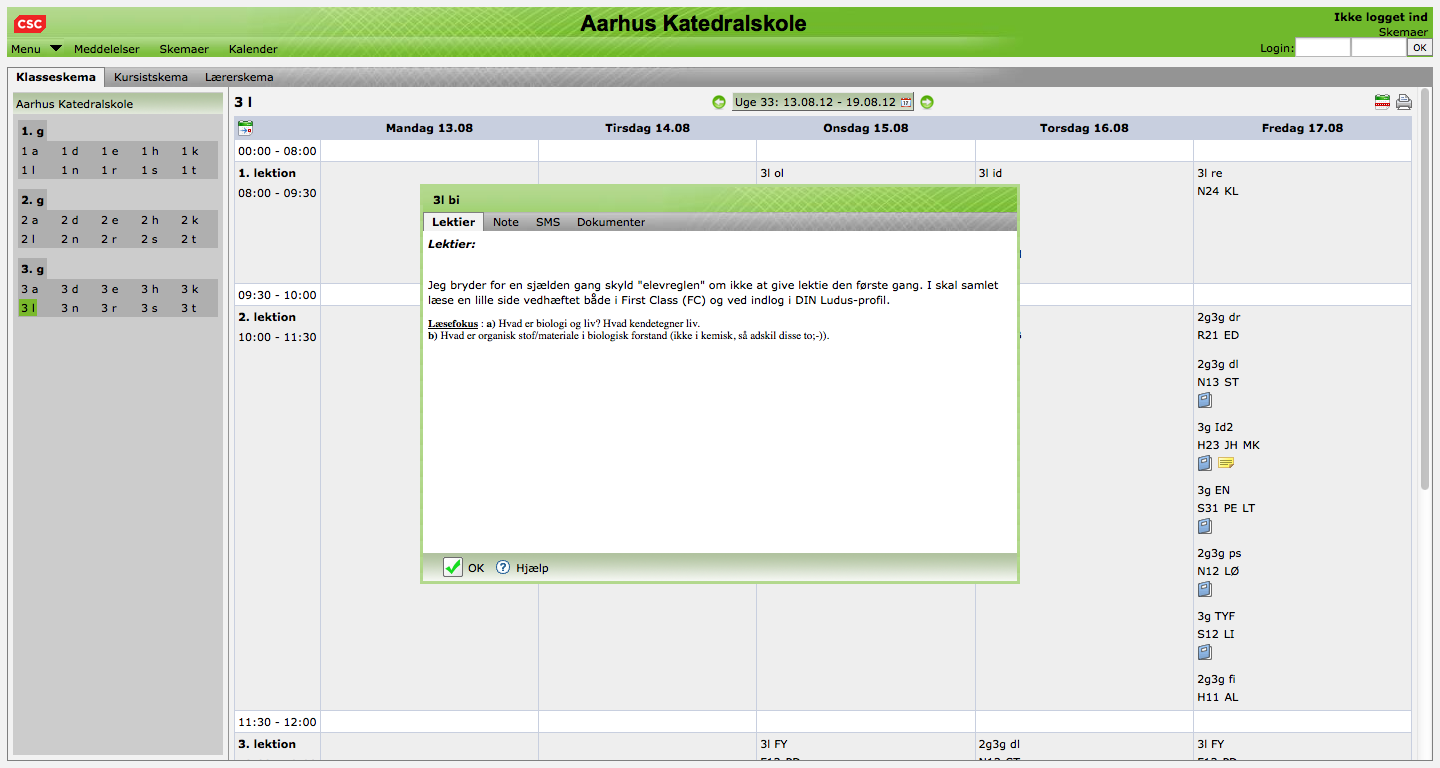 CSC
Aarhus Katedralskole
Ikke logget ind
Skemaer
Menu Meddelelser Skemaer Kalender
Login: OK
Klasseskema Kursistskema Lærerskema
Aarhus Katedralskole
1. g
1 a 1 d 1 e 1 h 1 k
1 l 1 n 1 r 1 s 1 t
2. g
2 a 2 d 2 e 2 h 2 k
2 l 2 n 2 r 2 s 2 t
3. g
3 a 3 d 3 e 3 h 3 k
3 l 3 n 3 r 3 s 3 t
3 l
Uge 33: 13.08.12 - 19.08.12
Mandag 13.08 Tirsdag 14.08 Onsdag 15.08 Torsdag 16.08 Fredag 17.08
00:00 - 08:00
1. lektion
08:00 - 09:30
3l ol
3l id
3l re
N24 KL
3l bi
Lektier Note SMS Dokumenter
Lektier:
Jeg bryder for en sjælden gang skyld "elevreglen" om ikke at give lektie den første gang. I skal samlet
læse en lille side vedhæftet både i First Class (FC) og ved indlog i DIN Ludus-profil.
Læsefokus : a) Hvad er biologi og liv? Hvad kendetegner liv.
b) Hvad er organisk stof/materiale i biologisk forstand (ikke i kemisk, så adskil disse to;-)).
OK Hjælp
09:30 - 10:00
2. lektion
10:00 - 11:30
2g3g dr
R21 ED
2g3g dl
N13 ST
3g Id2
H23 JH MK
3g EN
S31 PE LT
2g3g ps
N12 LØ
3g TYF
S12 LI
2g3g fi
H11 AL
11:30 - 12:00
3. lektion
3l FY
2g3g dl
3l FY